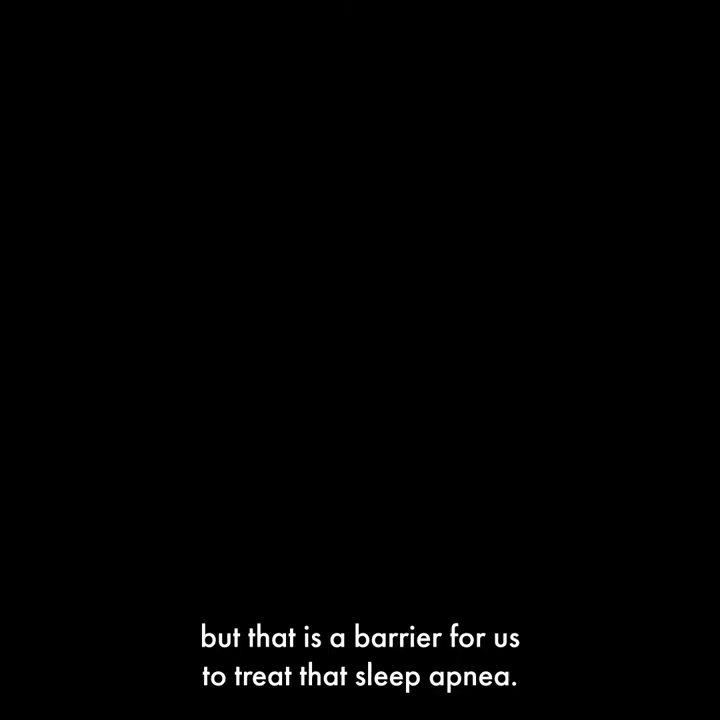 but that is a barrier for us
to treat that sleep apnea.